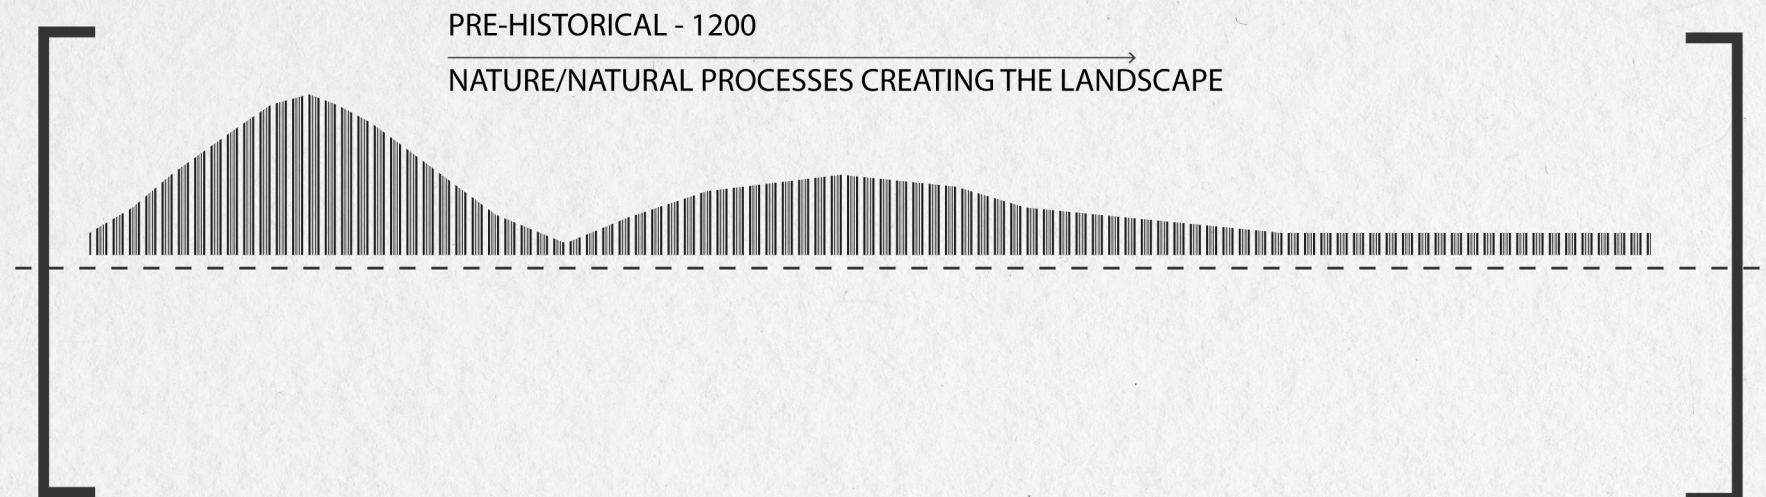 PRE-HISTORICAL - 1200
NATURE/NATURAL PROCESSES CREATING THE LANDSCAPE